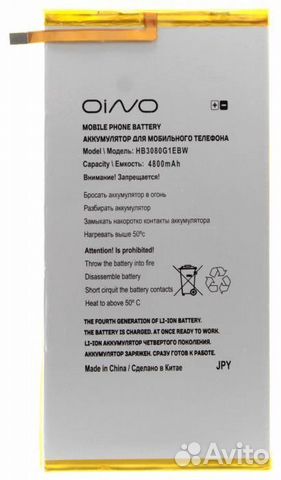 OINO
MOBILE PHONE BATTERY
АККУМУЛЯТОР ДЛЯ МОБИЛЬНОГО ТЕЛЕФОНА
Model \ Модель: HB3080G1EBW
Capacity \ Емкость: 4800mAh
Внимание! Запрещается!
Бросать аккумулятор в огонь
Разбирать аккумулятор
Замыкать накоротко контакты аккумулятора
Нагревать выше 50ºc
Attention! Is prohibited!
Throw the battery into fire
Disassemble battery
Short cirquit the battery contacts
Heat to above 50º C
THE FOURTH GENERATION OF LI-ION BATTERY.
THE BATTERY IS CHARGED. AT ONCE READY TO WORK.
LI-ION АККУМУЛЯТОР ЧЕТВЕРТОГО ПОКОЛЕНИЯ.
АККУМУЛЯТОР ЗАРЯЖЕН. СРАЗУ ГОТОВ К РАБОТЕ.
Made in China / Сделано в Китае
JPY
Avito